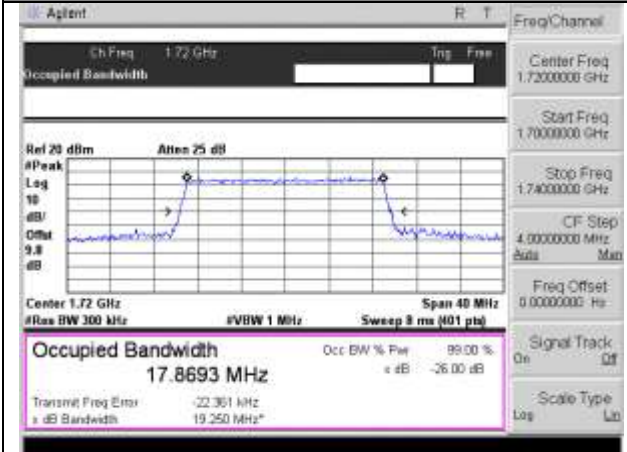 Agilent
R T
Ch Freq 1.72 GHz
Trig Free
Occupied Bandwidth
Ref 20 dBm
Atten 25 dB
#Peak
Log
10
dB/
Offst
9.8
dB
Center 1.72 GHz
Span 40 MHz
#Res BW 300 kHz
#VBW 1 MHz
Sweep 8 ms (401 pts)
Occupied Bandwidth
17.8693 MHz
Occ BW % Pwr 99.00 %
x dB -26.00 dB
Transmit Freq Error -22.361 kHz
x dB Bandwidth 19.250 MHz*
Freq/Channel
Center Freq
1.72000000 GHz
Start Freq
1.70000000 GHz
Stop Freq
1.74000000 GHz
CF Step
4.00000000 MHz
Auto Man
Freq Offset
0.00000000 Hz
Signal Track
On Off
Scale Type
Log Lin